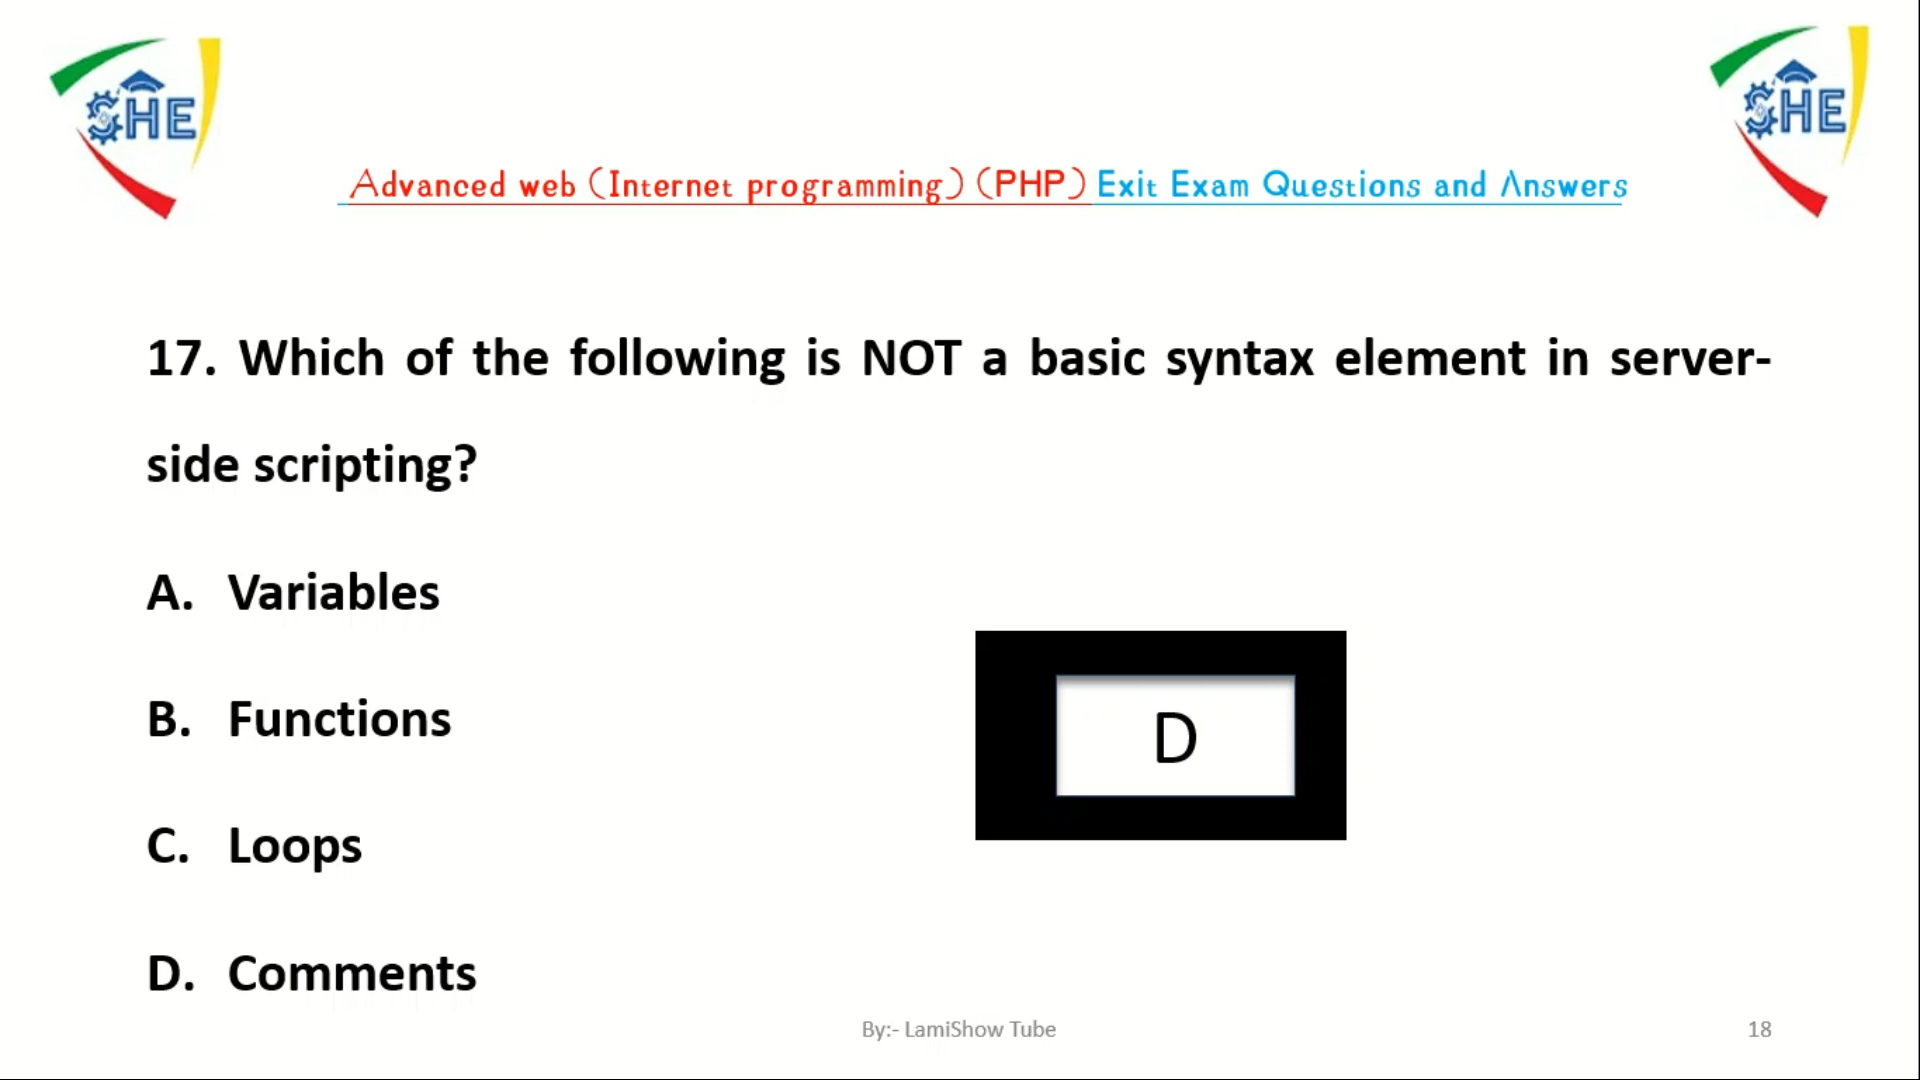 SHE
SHE
Advanced web (Internet programming) (PHP) Exit Exam Questions and Answers
17. Which of the following is NOT a basic syntax element in server-
side scripting?
A. Variables
B. Functions
C. Loops
D
D. Comments
By:- LamiShow Tube
18